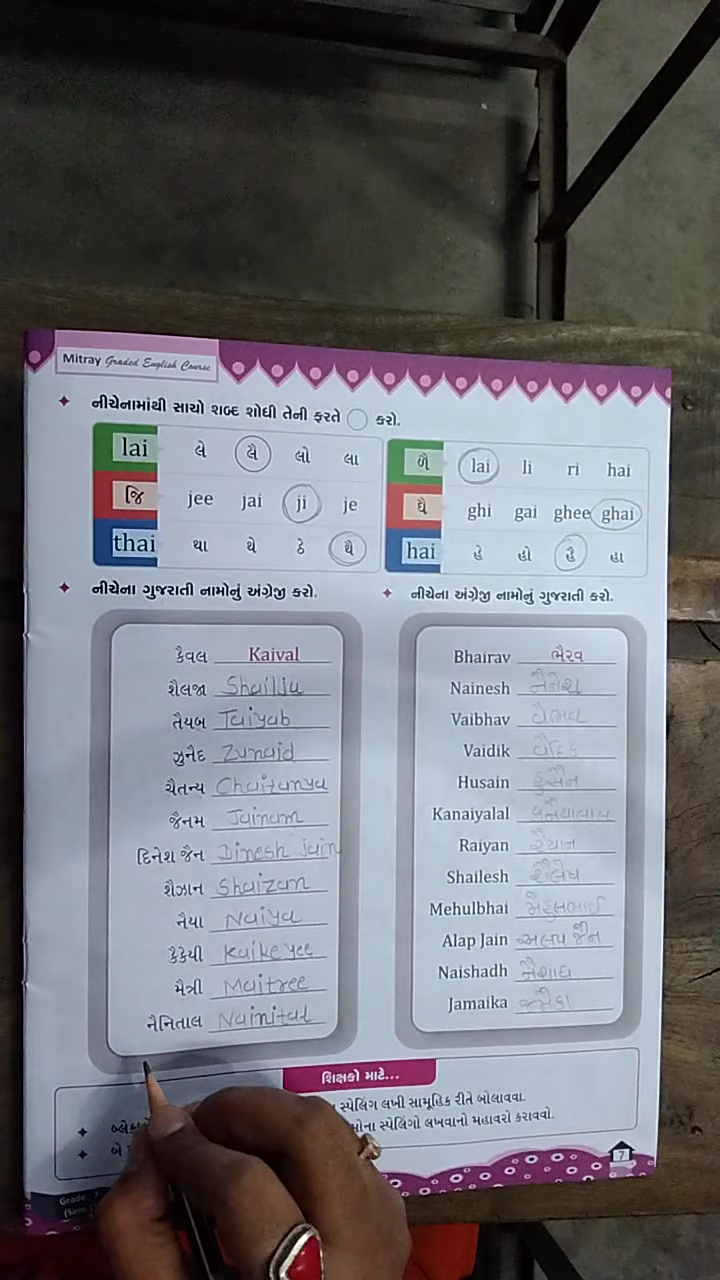 Mitray Graded English Course
નીચેનામાંથી સાચો શબ્દ શોધી તેની ફરતે કરો.
lai લે લૈ લો લા
જિ jee jai ji je
thai થા થે ઠે થૈ
ળૈ lai li ri hai
ઘૈ ghi gai ghee ghai
hai હે હો હૈ હા
નીચેના ગુજરાતી નામોનું અંગ્રેજી કરો.
કૈવલ Kaival
શૈલજા Shailja
તૈયબ Taiyab
ઝુનૈદ Zunaid
ચૈતન્ય Chaitanya
જૈનમ Jainam
દિનેશ જૈન Dinesh jain
શૈઝાન Shaizan
નૈયા Naiya
કૈકેયી Kaikeyee
મૈત્રી Maitree
નૈનિતાલ Nainital
નીચેના અંગ્રેજી નામોનું ગુજરાતી કરો.
Bhairav ભૈરવ
Nainesh નૈનેશ
Vaibhav વૈભવ
Vaidik વૈદિક
Husain હુસૈન
Kanaiyalal કનૈયાલાલ
Raiyan રૈયાન
Shailesh શૈલેષ
Mehulbhai મેહુલભાઈ
Alap Jain અલપ જૈન
Naishadh નૈશાધ
Jamaika જમૈકા
શિક્ષકો માટે...
સ્પેલિંગ લખી સામૂહિક રીતે બોલાવવા.
સ્પેલિંગો લખવાનો મહાવરો કરાવવો.
બે
7
Grade
(Sem